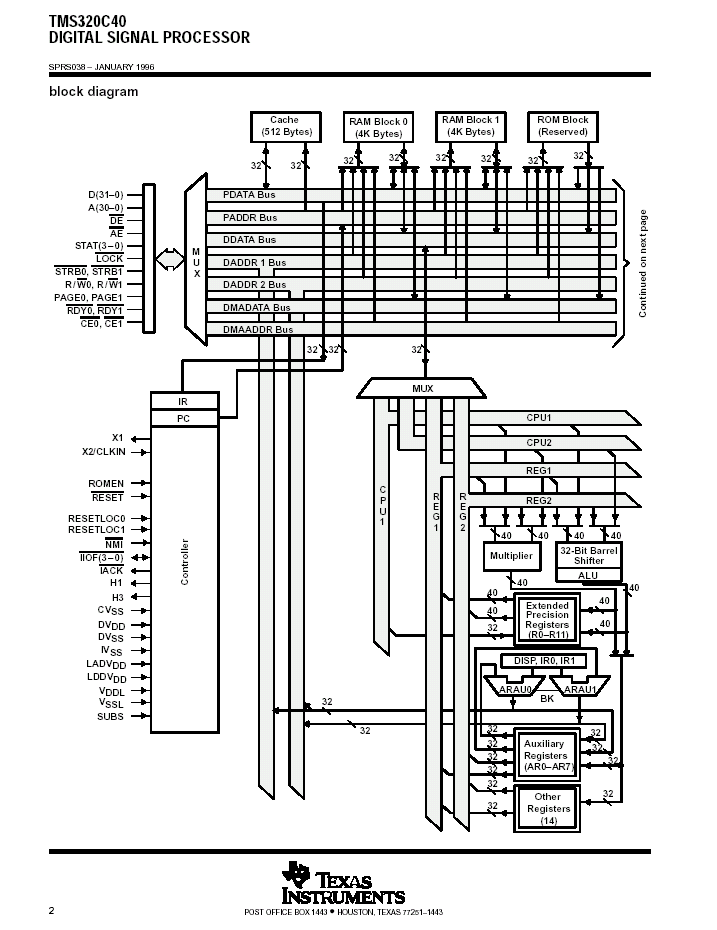 TMS320C40
DIGITAL SIGNAL PROCESSOR
SPRS038 – JANUARY 1996
block diagram
Cache
(512 Bytes)
RAM Block 0
(4K Bytes)
RAM Block 1
(4K Bytes)
ROM Block
(Reserved)
32
32
32
32
32
32
32
32
D(31–0)
A(30–0)
DE
AE
STAT(3–0)
LOCK
STRB0, STRB1
R/W0, R/W1
PAGE0, PAGE1
RDY0, RDY1
CE0, CE1
MUX
PDATA Bus
PADDR Bus
DDATA Bus
DADDR 1 Bus
DADDR 2 Bus
DMADATA Bus
DMAADDR Bus
Continued on next page
32
32
32
IR
PC
Controller
X1
X2/CLKIN
ROMEN
RESET
RESETLOC0
RESETLOC1
NMI
IIOF(3–0)
IACK
H1
H3
CVSS
DVDD
DVSS
IVSS
LADVDD
LDDVDD
VDDL
VSSL
SUBS
MUX
CPU1
CPU2
REG1
REG2
CPU1
REG1
REG2
40
40
40
40
Multiplier
32-Bit Barrel
Shifter
ALU
40
40
40
40
32
Extended
Precision
Registers
(R0–R11)
40
40
DISP, IR0, IR1
ARAU0
BK
ARAU1
32
32
32
32
32
32
32
Auxiliary
Registers
(AR0–AR7)
32
32
32
32
32
Other
Registers
(14)
32
TEXAS
INSTRUMENTS
2
POST OFFICE BOX 1443 • HOUSTON, TEXAS 77251–1443